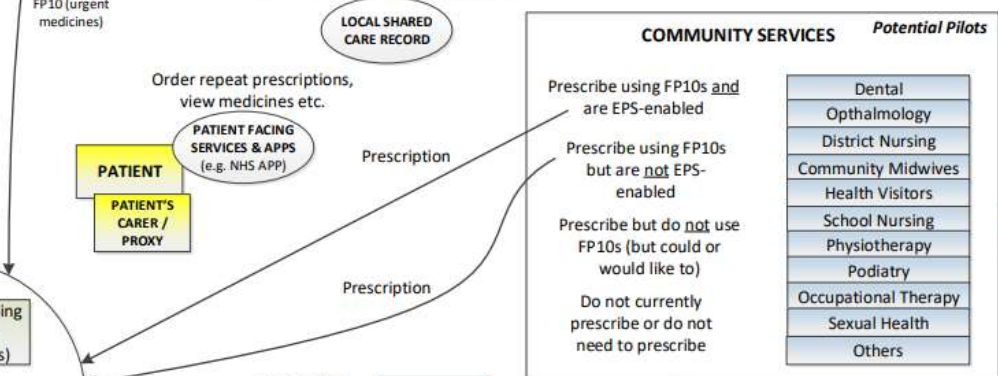 FP10 (urgent
medicines)
LOCAL SHARED
CARE RECORD
Order repeat prescriptions,
view medicines etc.
PATIENT FACING
SERVICES & APPS
(e.g. NHS APP)
PATIENT
PATIENT'S
CARER /
PROXY
Prescription
Prescription
ing
s)
COMMUNITY SERVICES
Potential Pilots
Prescribe using FP10s and
are EPS-enabled
Prescribe using FP10s
but are not EPS-
enabled
Prescribe but do not use
FP10s (but could or
would like to)
Do not currently
prescribe or do not
need to prescribe
Dental
Opthalmology
District Nursing
Community Midwives
Health Visitors
School Nursing
Physiotherapy
Podiatry
Occupational Therapy
Sexual Health
Others